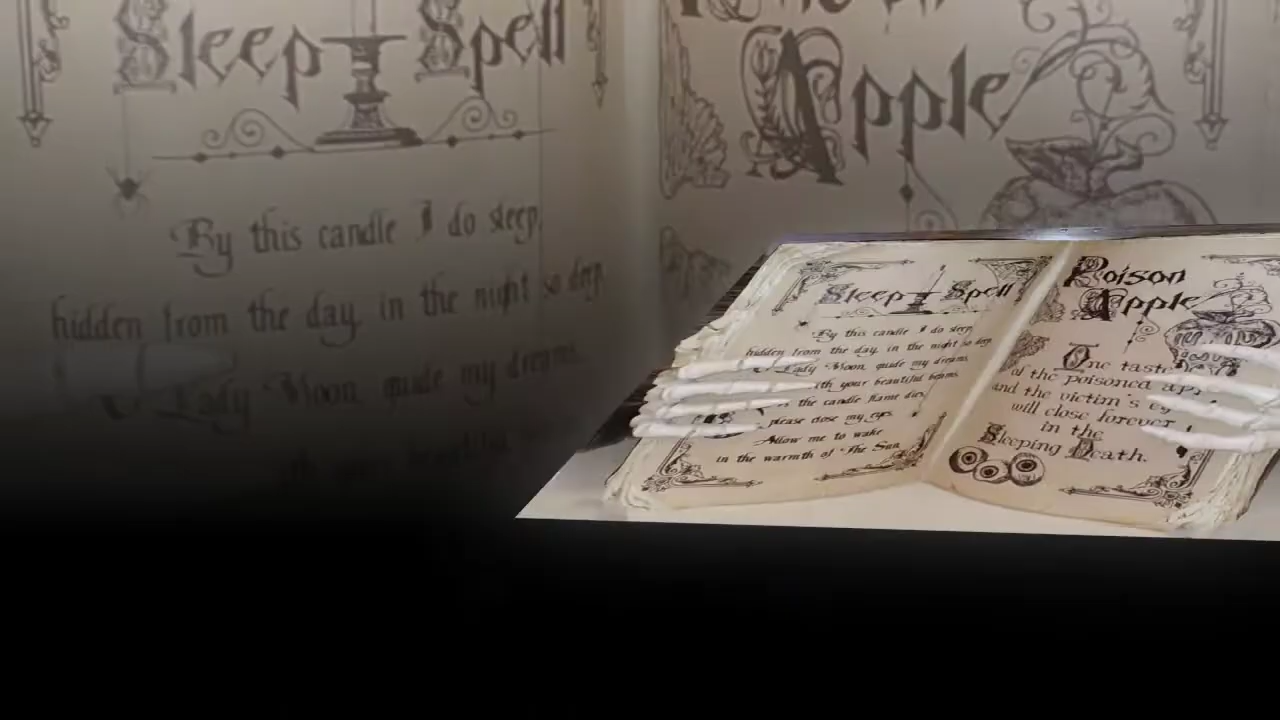 Sleep Spell
By this candle I do sleep,
hidden from the day, in the night so deep.
Lady Moon, guide my dreams,
Apple
Sleep Spell
By this candle I do sleep,
hidden from the day, in the night so deep.
Lady Moon, guide my dreams,
with your beautiful beams.
the candle flame dies,
please close my eyes.
Allow me to wake
in the warmth of The Sun.
Poison
Apple
One taste
of the poisoned
and the victim's
will close forever
in the
Sleeping Death.